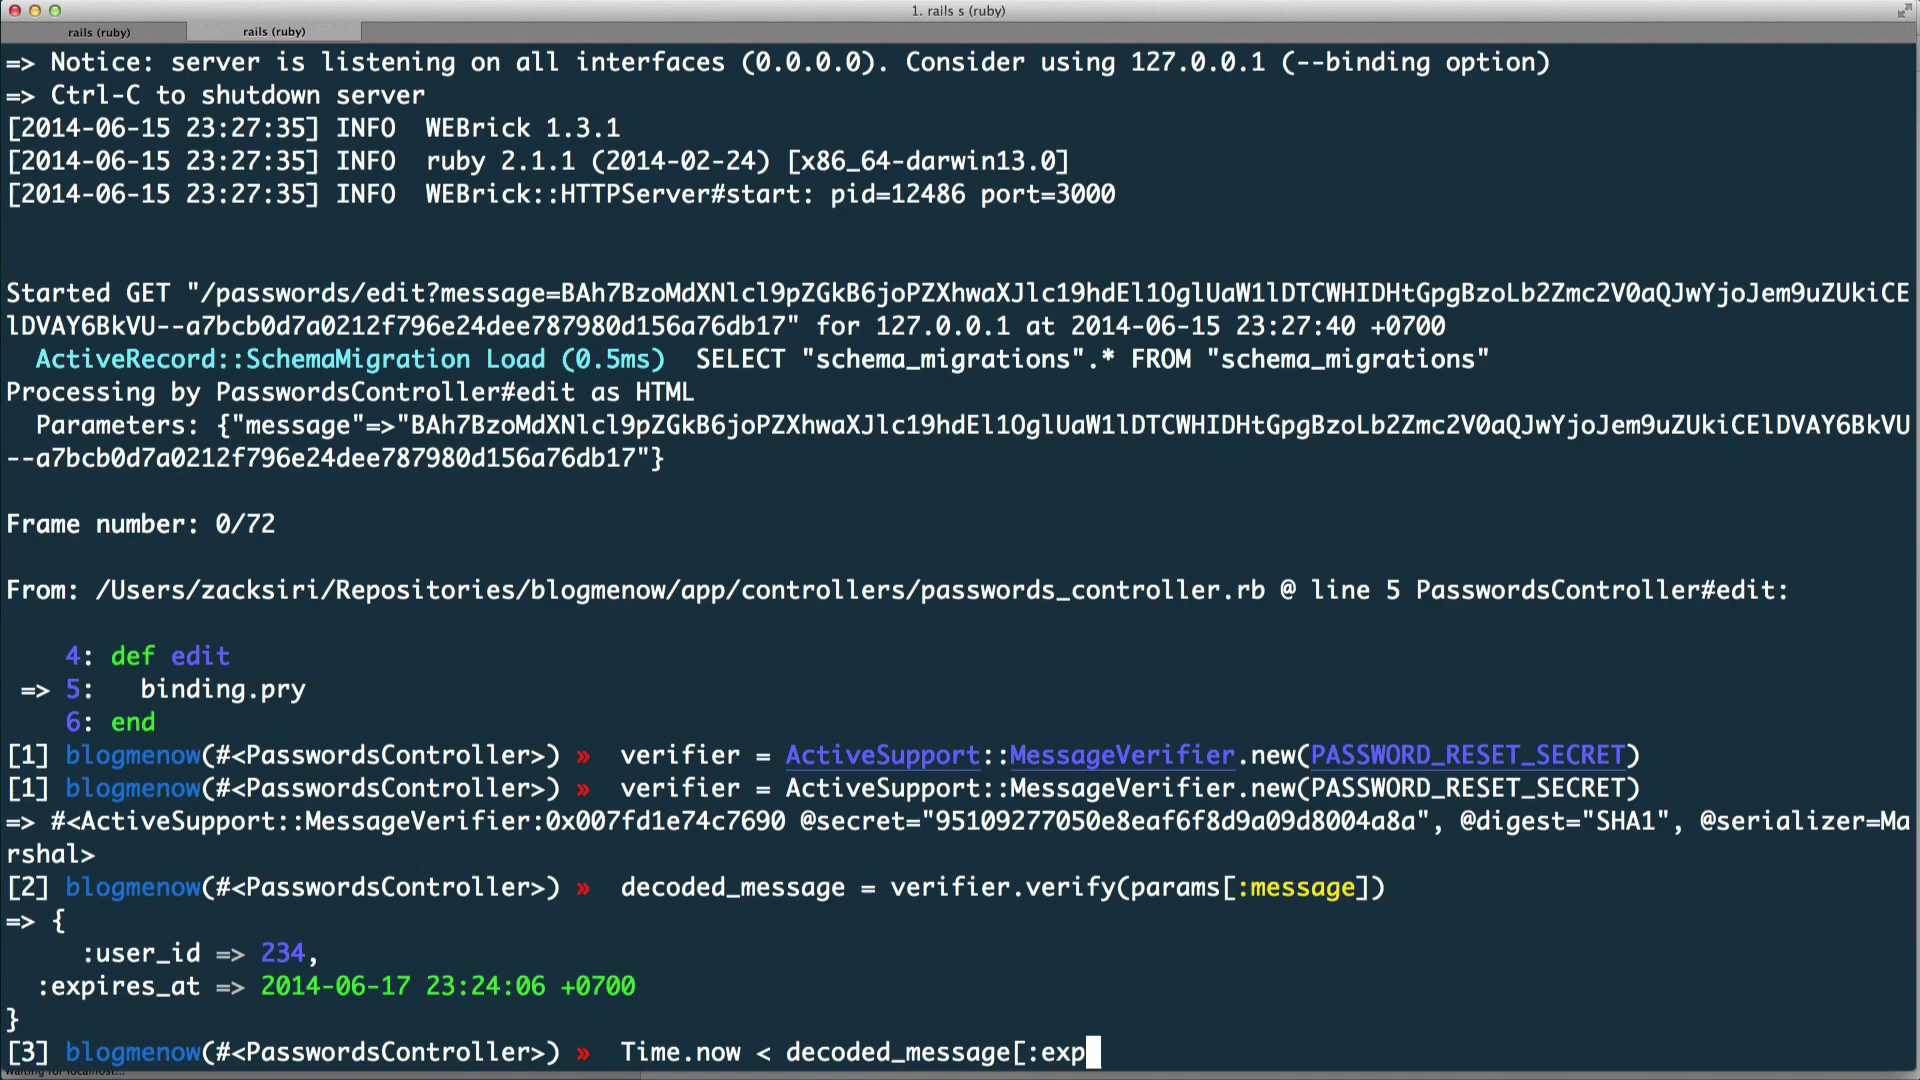 1. rails s (ruby)
rails (ruby) rails (ruby)
=> Notice: server is listening on all interfaces (0.0.0.0). Consider using 127.0.0.1 (--binding option)
=> Ctrl-C to shutdown server
[2014-06-15 23:27:35] INFO  WEBrick 1.3.1
[2014-06-15 23:27:35] INFO  ruby 2.1.1 (2014-02-24) [x86_64-darwin13.0]
[2014-06-15 23:27:35] INFO  WEBrick::HTTPServer#start: pid=12486 port=3000
Started GET "/passwords/edit?message=BAh7BzoMdXNlcl9pZGkB6joPZXhwaXJlc19hdEl1OglUaW1lDTCWHIDHtGpgBzoLb2Zmc2V0aQJwYjoJem9uZUkiCE
lDVAY6BkVU--a7bcb0d7a0212f796e24dee787980d156a76db17" for 127.0.0.1 at 2014-06-15 23:27:40 +0700
  ActiveRecord::SchemaMigration Load (0.5ms)  SELECT "schema_migrations".* FROM "schema_migrations"
Processing by PasswordsController#edit as HTML
  Parameters: {"message"=>"BAh7BzoMdXNlcl9pZGkB6joPZXhwaXJlc19hdEl1OglUaW1lDTCWHIDHtGpgBzoLb2Zmc2V0aQJwYjoJem9uZUkiCElDVAY6BkVU
--a7bcb0d7a0212f796e24dee787980d156a76db17"}
Frame number: 0/72
From: /Users/zacksiri/Repositories/blogmenow/app/controllers/passwords_controller.rb @ line 5 PasswordsController#edit:
    4: def edit
 => 5:   binding.pry
    6: end
[1] blogmenow(#<PasswordsController>) »  verifier = ActiveSupport::MessageVerifier.new(PASSWORD_RESET_SECRET)
[1] blogmenow(#<PasswordsController>) »  verifier = ActiveSupport::MessageVerifier.new(PASSWORD_RESET_SECRET)
=> #<ActiveSupport::MessageVerifier:0x007fd1e74c7690 @secret="95109277050e8eaf6f8d9a09d8004a8a", @digest="SHA1", @serializer=Ma
rshal>
[2] blogmenow(#<PasswordsController>) »  decoded_message = verifier.verify(params[:message])
=> {
     :user_id => 234,
  :expires_at => 2014-06-17 23:24:06 +0700
}
[3] blogmenow(#<PasswordsController>) »  Time.now < decoded_message[:exp
waiting for localhost...